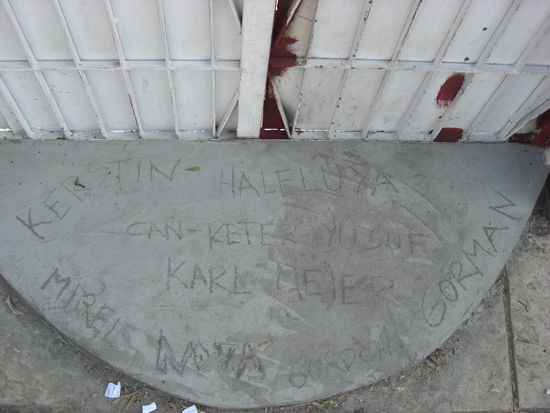 KERSTIN HALELUYA
CAN-KETER YUSUF
KARL MEIER
GORMAN
MIREL
NOVA
GORDON